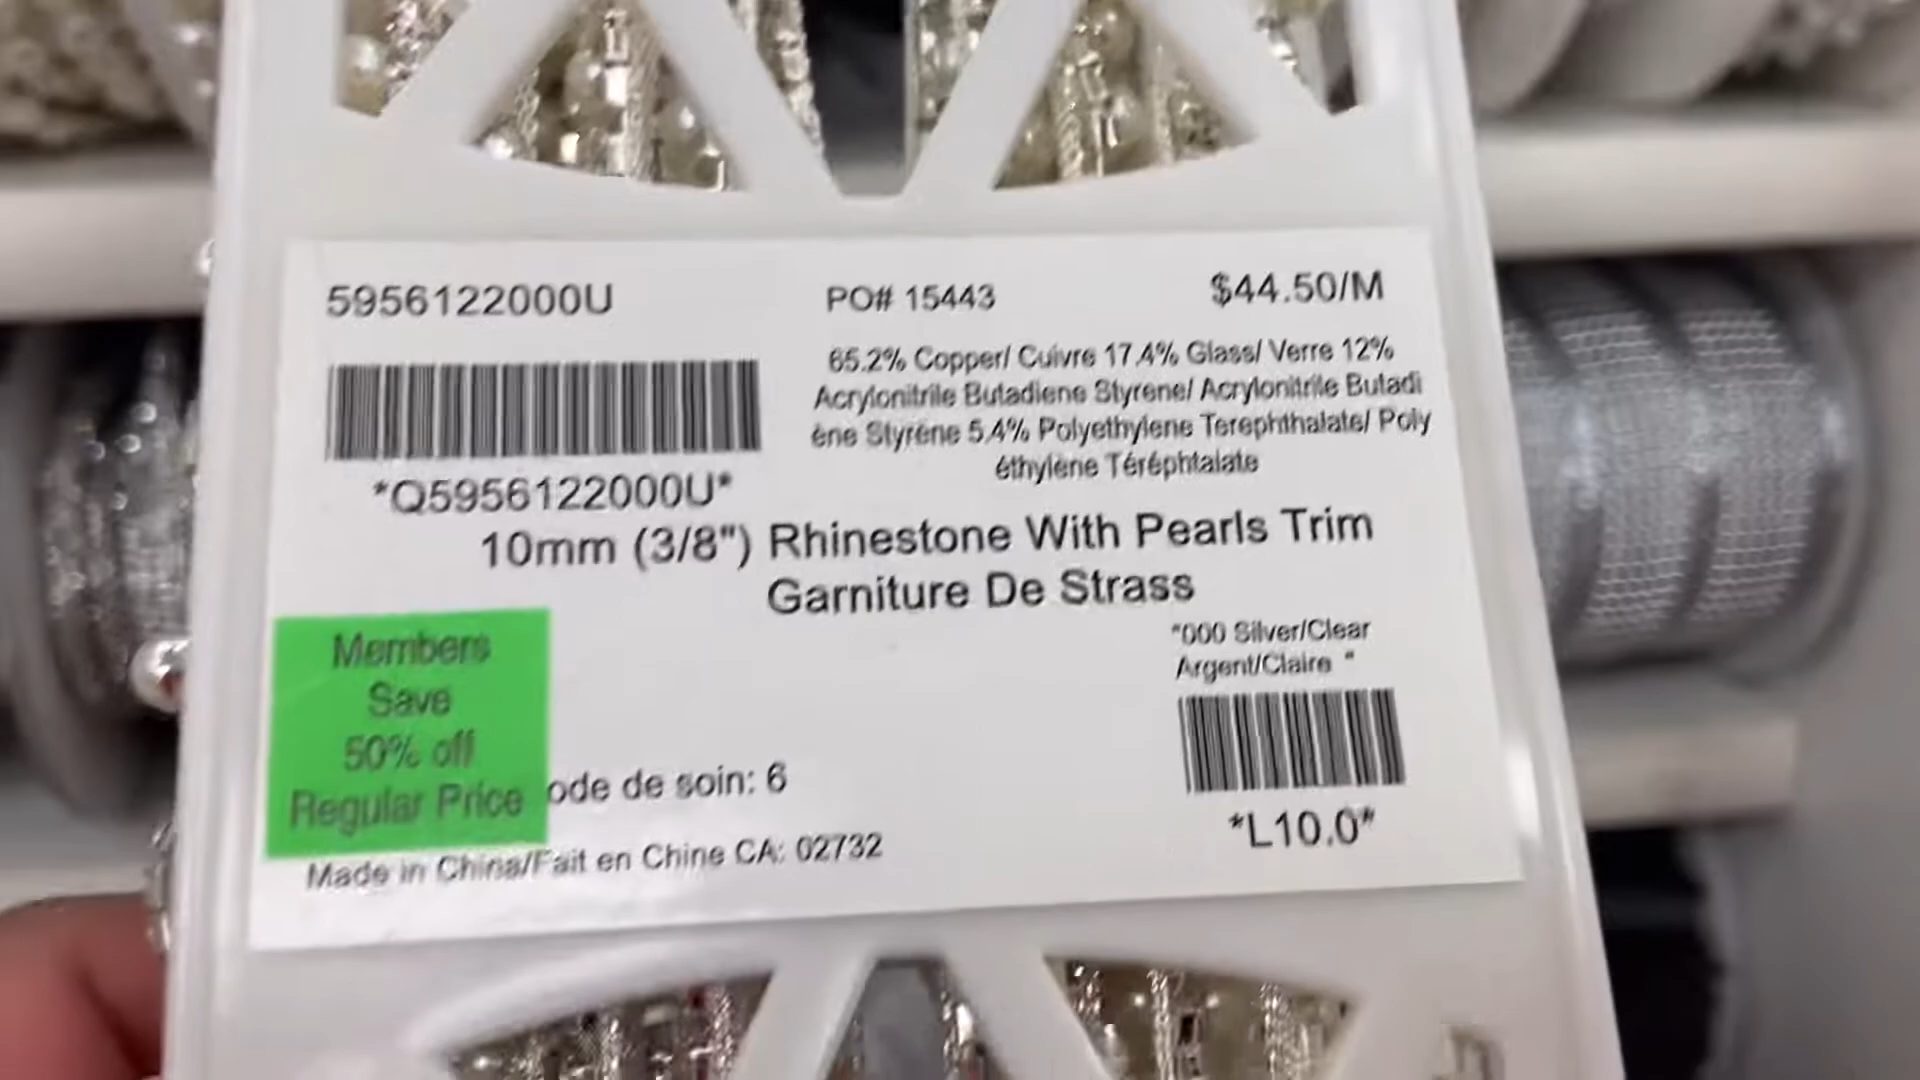 5956122000U
PO# 15443
$44.50/M
65.2% Copper/ Cuivre 17.4% Glass/ Verre 12%
Acrylonitrile Butadiene Styrene/ Acrylonitrile Butadi
ène Styrène 5.4% Polyethylene Terephthalate/ Poly
éthylène Téréphtalate
*Q5956122000U*
10mm (3/8") Rhinestone With Pearls Trim
Garniture De Strass
*000 Silver/Clear
Argent/Claire "
Members
Save
50% off
Regular Price
ode de soin: 6
*L10.0*
Made in China/Fait en Chine CA: 02732